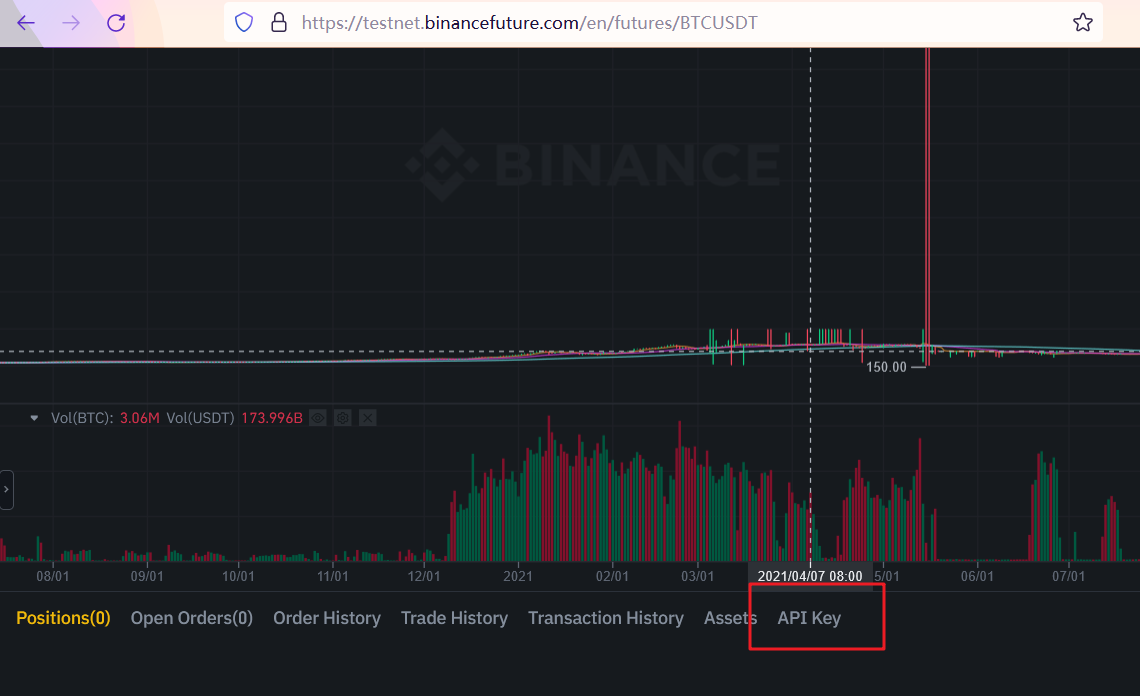 https://testnet.binancefuture.com/en/futures/BTCUSDT
BINANCE
150.00
Vol(BTC): 3.06M Vol(USDT) 173.996B
08/01 09/01 10/01 11/01 12/01 2021 02/01 03/01 2021/04/07 08:00 5/01 06/01 07/01
Positions(0) Open Orders(0) Order History Trade History Transaction History Assets API Key